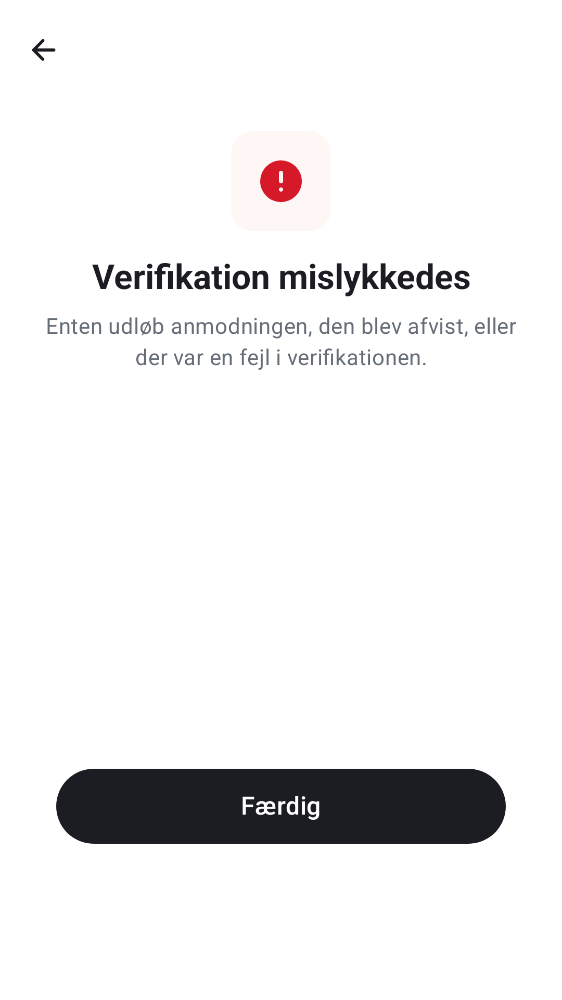 Verifikation mislykkedes
Enten udløb anmodningen, den blev afvist, eller
der var en fejl i verifikationen.
Færdig